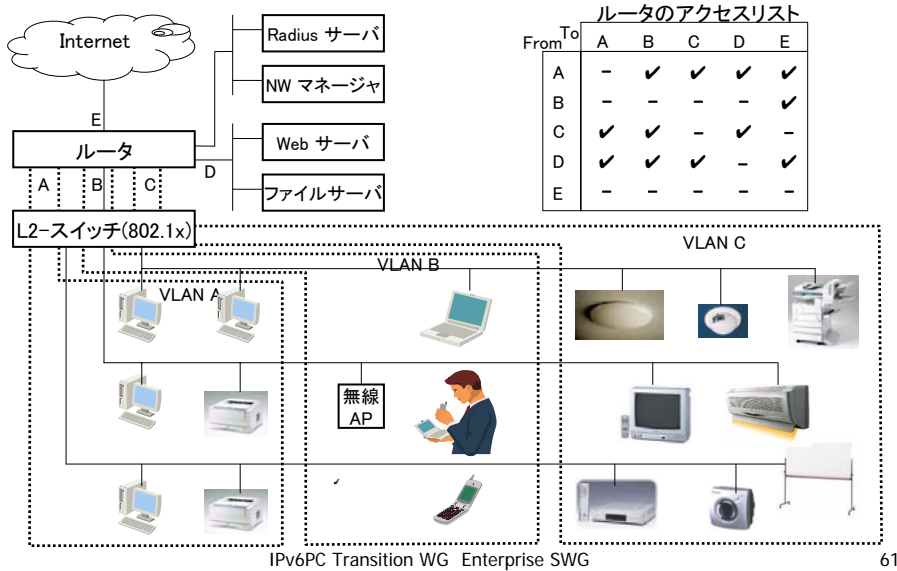 Internet
Radius サーバ
NW マネージャ
Web サーバ
ファイルサーバ
E
ルータ
D
A B C
L2-スイッチ(802.1x)
ルータのアクセスリスト
From To A B C D E
A - ✔ ✔ ✔ ✔
B - - - - ✔
C ✔ ✔ - ✔ -
D ✔ ✔ ✔ - ✔
E - - - - -
VLAN A
VLAN B
VLAN C
無線
AP
IPv6PC Transition WG Enterprise SWG
61